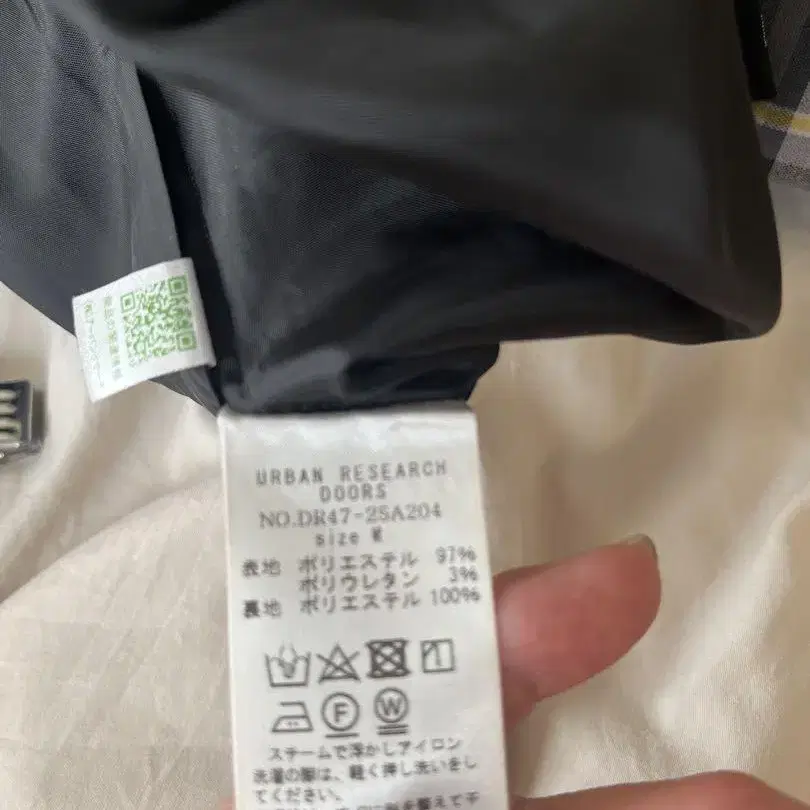 URBAN RESEARCH
DOORS
NO.DR47-25A204
size M
表地 ポリエステル 97%
ポリウレタン 3%
裏地 ポリエステル 100%
F W
スチームで浮かしアイロン
洗濯の際は、軽く押し洗いをし
てください。